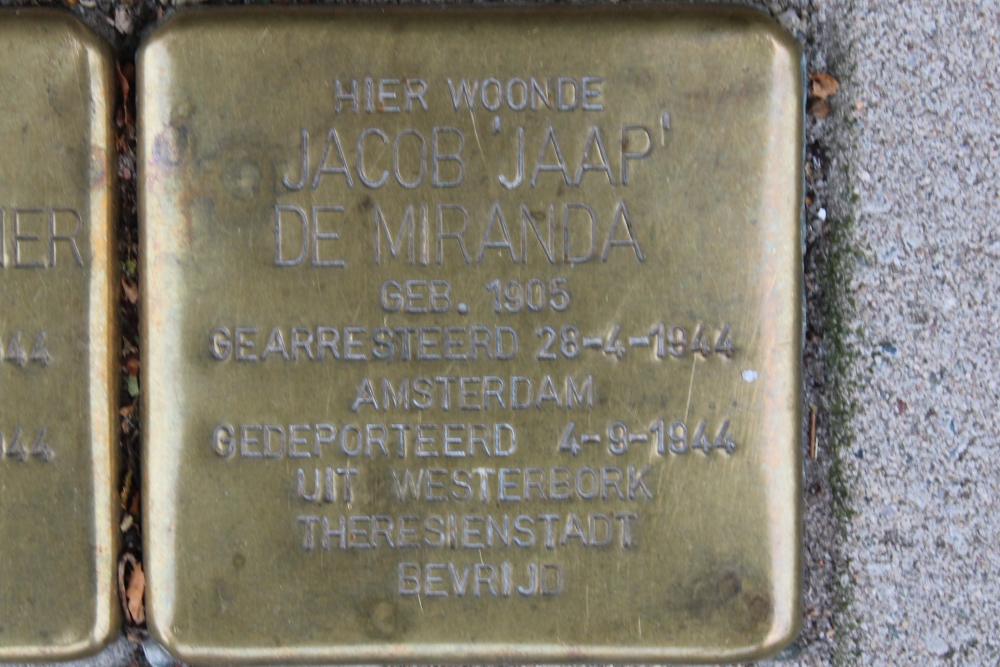 HIER WOONDE
JACOB 'JAAP'
DE MIRANDA
GEB. 1905
GEARRESTEERD 28-4-1944
AMSTERDAM
GEDEPORTEERD 4-9-1944
UIT WESTERBORK
THERESIENSTADT
BEVRIJD